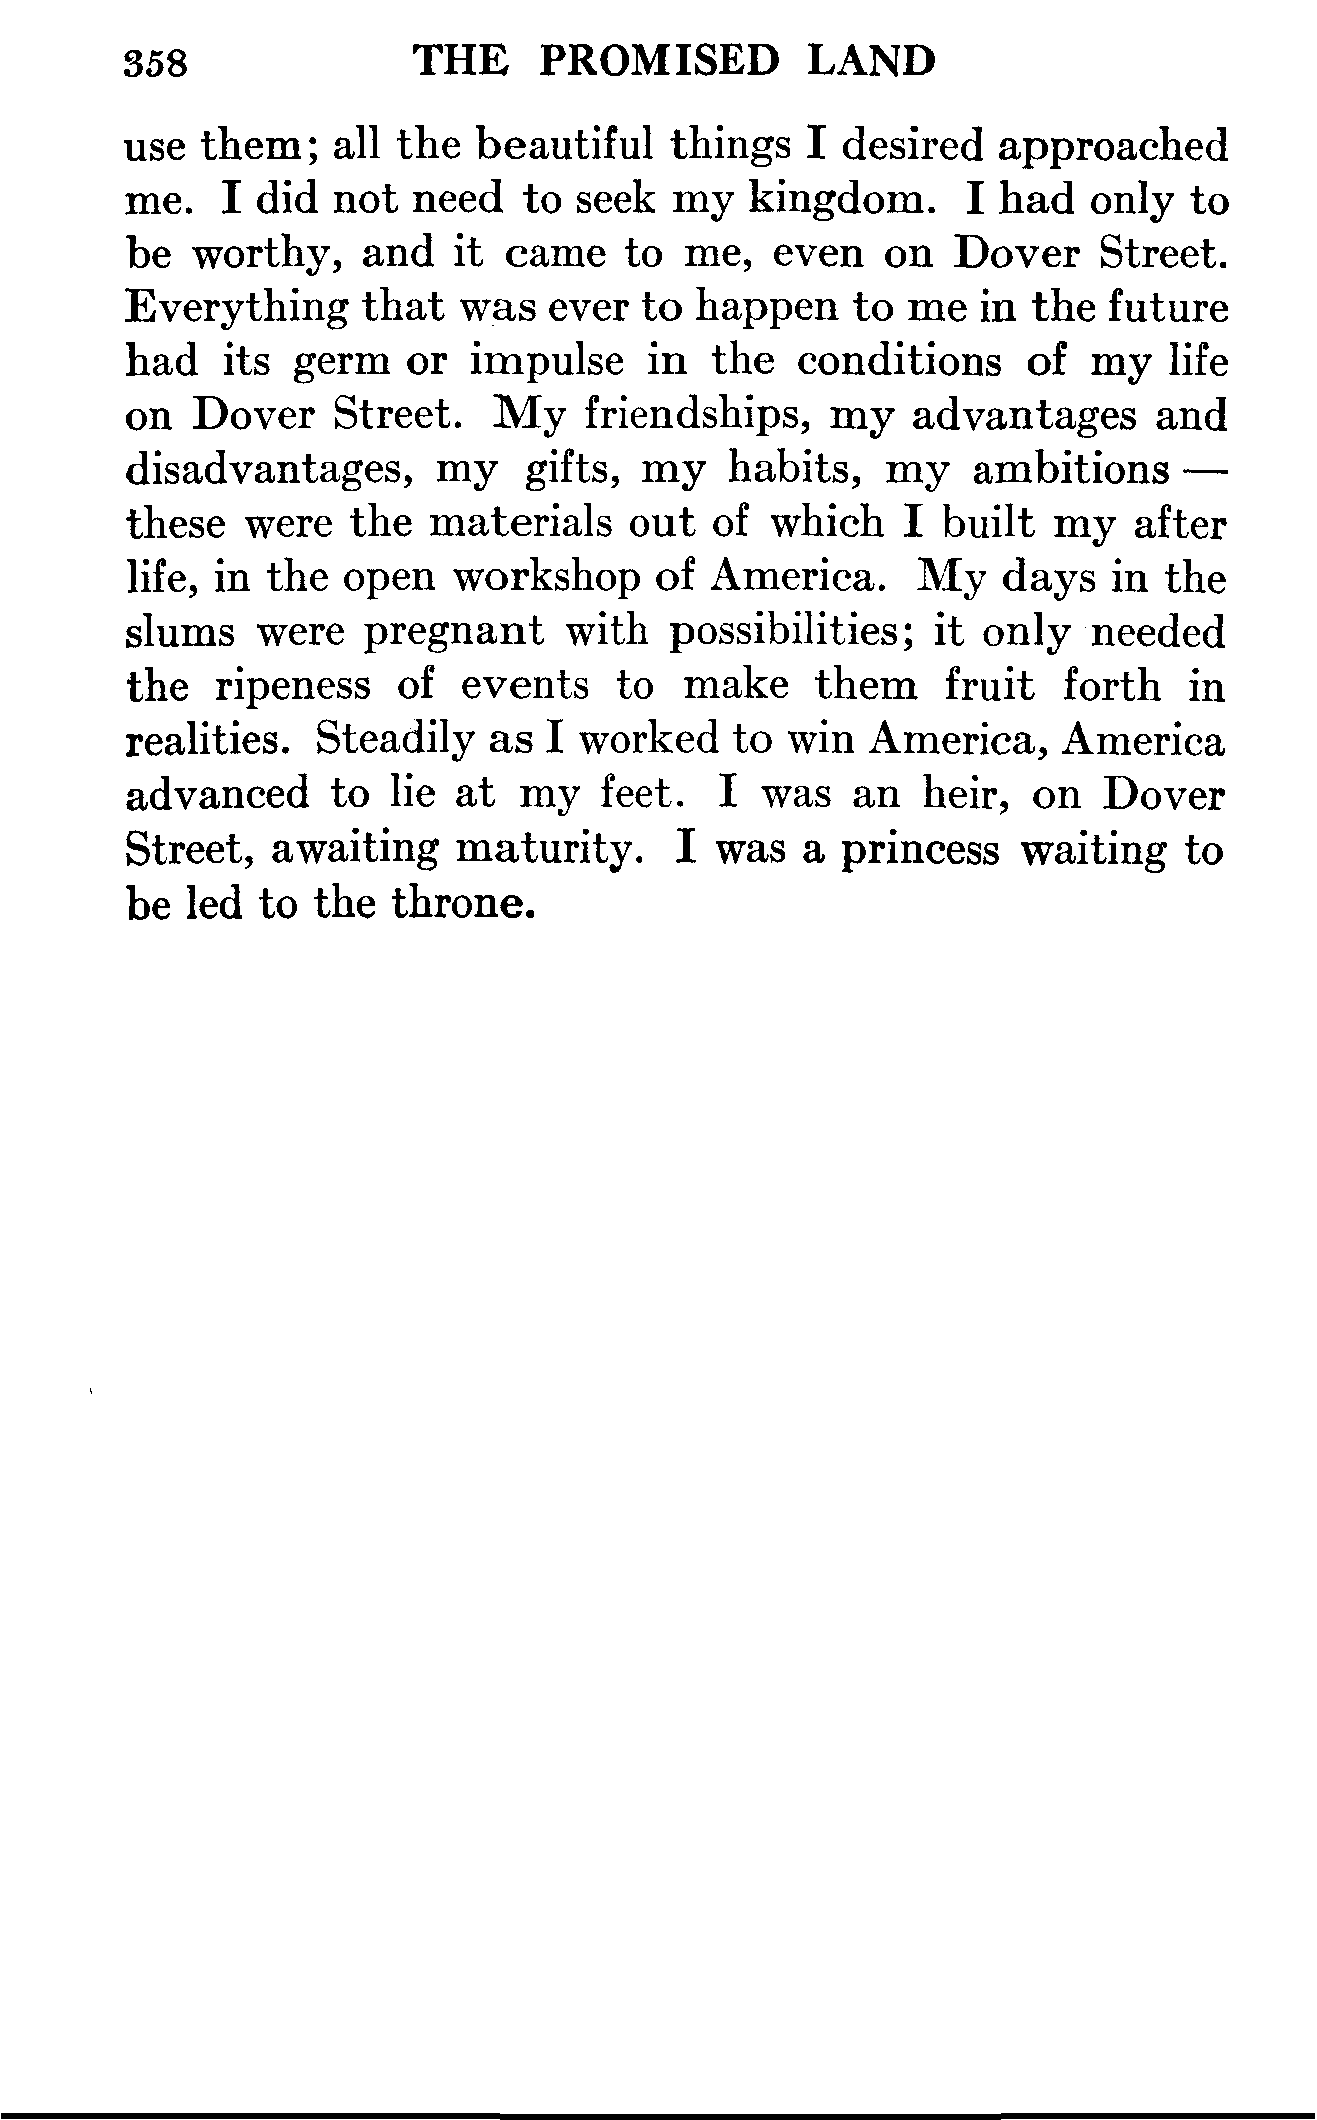 358 THE PROMISED LAND
use them; all the beautiful things I desired approached
me. I did not need to seek my kingdom. I had only to
be worthy, and it came to me, even on Dover Street.
Everything that was ever to happen to me in the future
had its germ or impulse in the conditions of my life
on Dover Street. My friendships, my advantages and
disadvantages, my gifts, my habits, my ambitions —
these were the materials out of which I built my after
life, in the open workshop of America. My days in the
slums were pregnant with possibilities; it only needed
the ripeness of events to make them fruit forth in
realities. Steadily as I worked to win America, America
advanced to lie at my feet. I was an heir, on Dover
Street, awaiting maturity. I was a princess waiting to
be led to the throne.